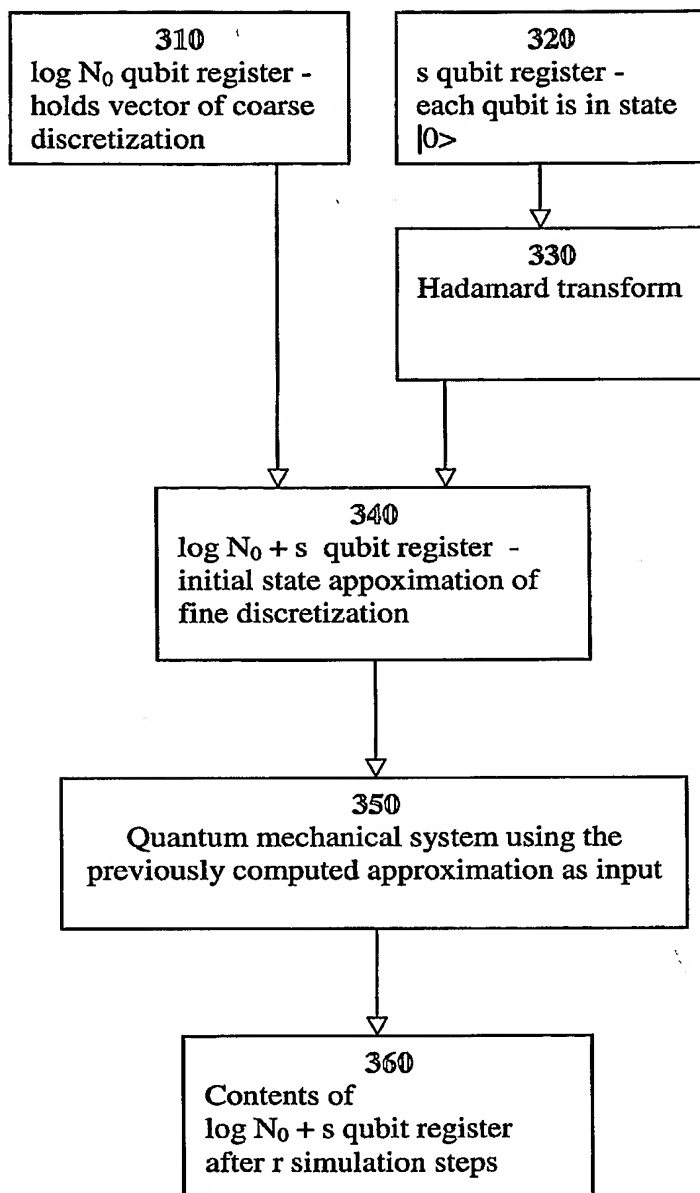 310
log N₀ qubit register -
holds vector of coarse
discretization
320
s qubit register -
each qubit is in state
|0>
330
Hadamard transform
340
log N₀ + s qubit register -
initial state appoximation of
fine discretization
350
Quantum mechanical system using the
previously computed approximation as input
360
Contents of
log N₀ + s qubit register
after r simulation steps